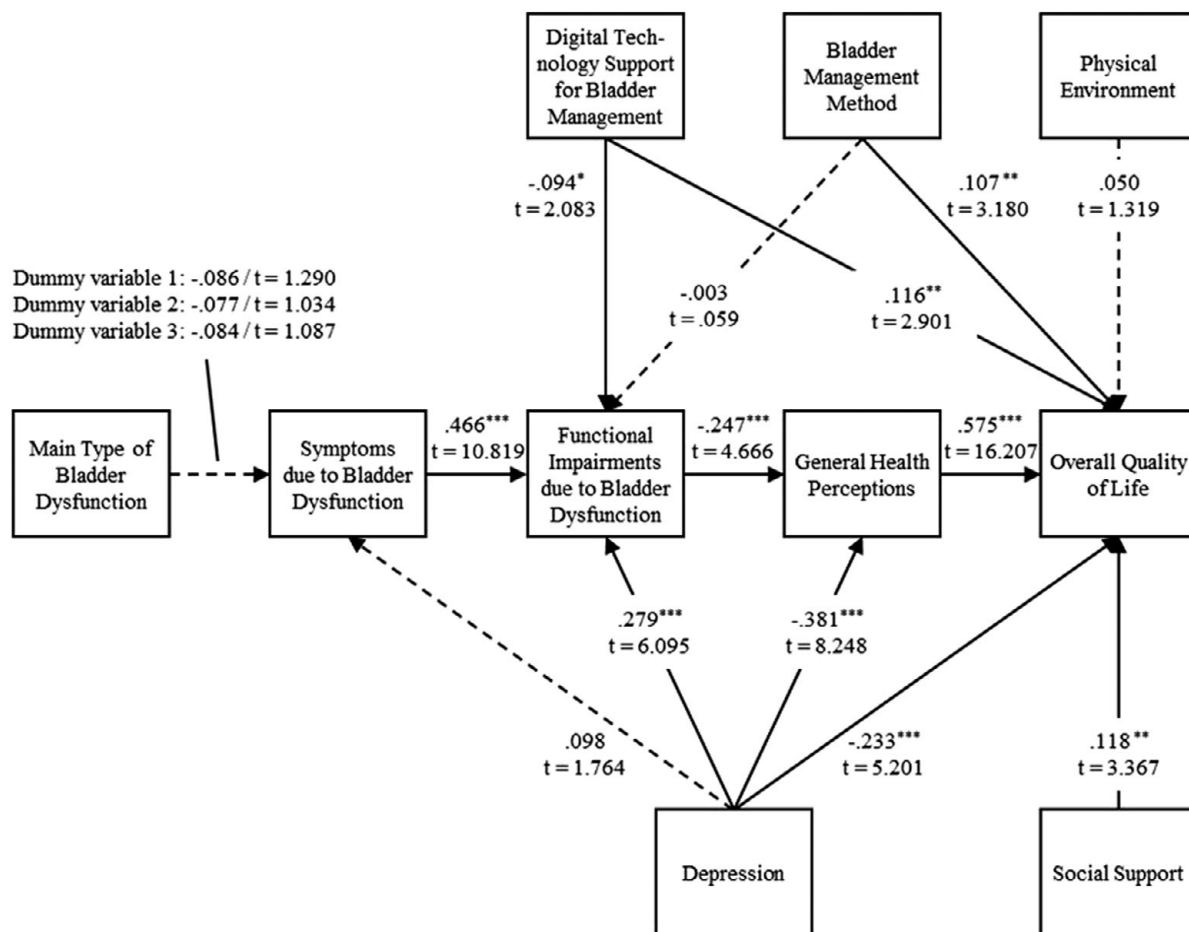 Digital Tech-
nology Support
for Bladder
Management
Bladder
Management
Method
Physical
Environment
-.094*
t = 2.083
.107**
t = 3.180
.050
t = 1.319
Dummy variable 1: -.086 / t = 1.290
Dummy variable 2: -.077 / t = 1.034
Dummy variable 3: -.084 / t = 1.087
-.003
t = .059
.116**
t = 2.901
Main Type of
Bladder
Dysfunction
Symptoms
due to Bladder
Dysfunction
.466***
t = 10.819
Functional
Impairments
due to Bladder
Dysfunction
-.247***
t = 4.666
General Health
Perceptions
.575***
t = 16.207
Overall Quality
of Life
.279***
t = 6.095
-.381***
t = 8.248
.098
t = 1.764
-.233***
t = 5.201
.118**
t = 3.367
Depression
Social Support